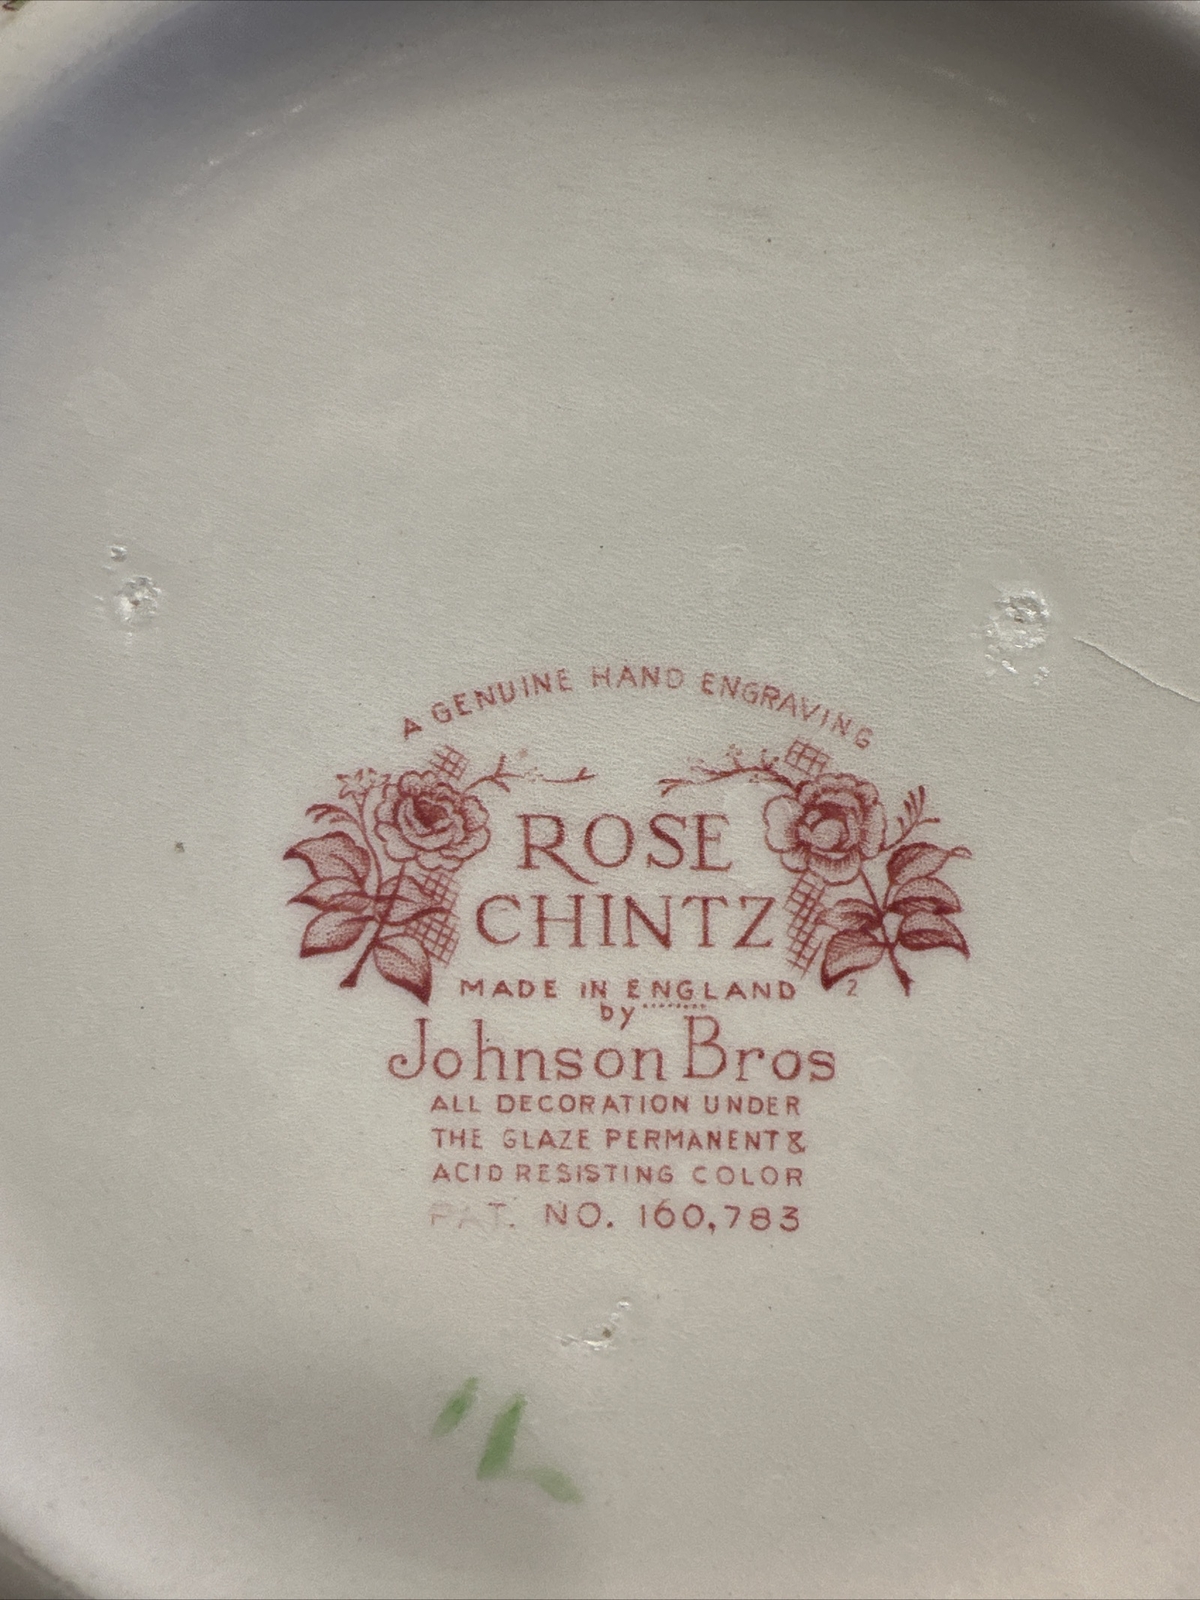 A GENUINE HAND ENGRAVING
ROSE
CHINTZ
MADE IN ENGLAND 2
by
Johnson Bros
ALL DECORATION UNDER
THE GLAZE PERMANENT &
ACID RESISTING COLOR
PAT. NO. 160,783